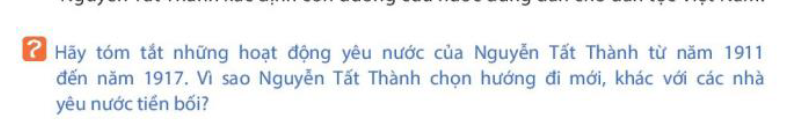 ? Hãy tóm tắt những hoạt động yêu nước của Nguyễn Tất Thành từ năm 1911
đến năm 1917. Vì sao Nguyễn Tất Thành chọn hướng đi mới, khác với các nhà
yêu nước tiền bối?